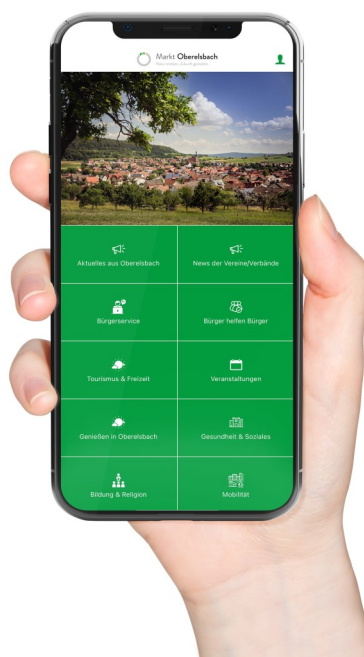 Markt Oberelsbach
Aktuelles aus Oberelsbach
News der Vereine/Verbände
Bürgerservice
Bürger helfen Bürger
Tourismus & Freizeit
Veranstaltungen
Genießen in Oberelsbach
Gesundheit & Soziales
Bildung & Religion
Mobilität